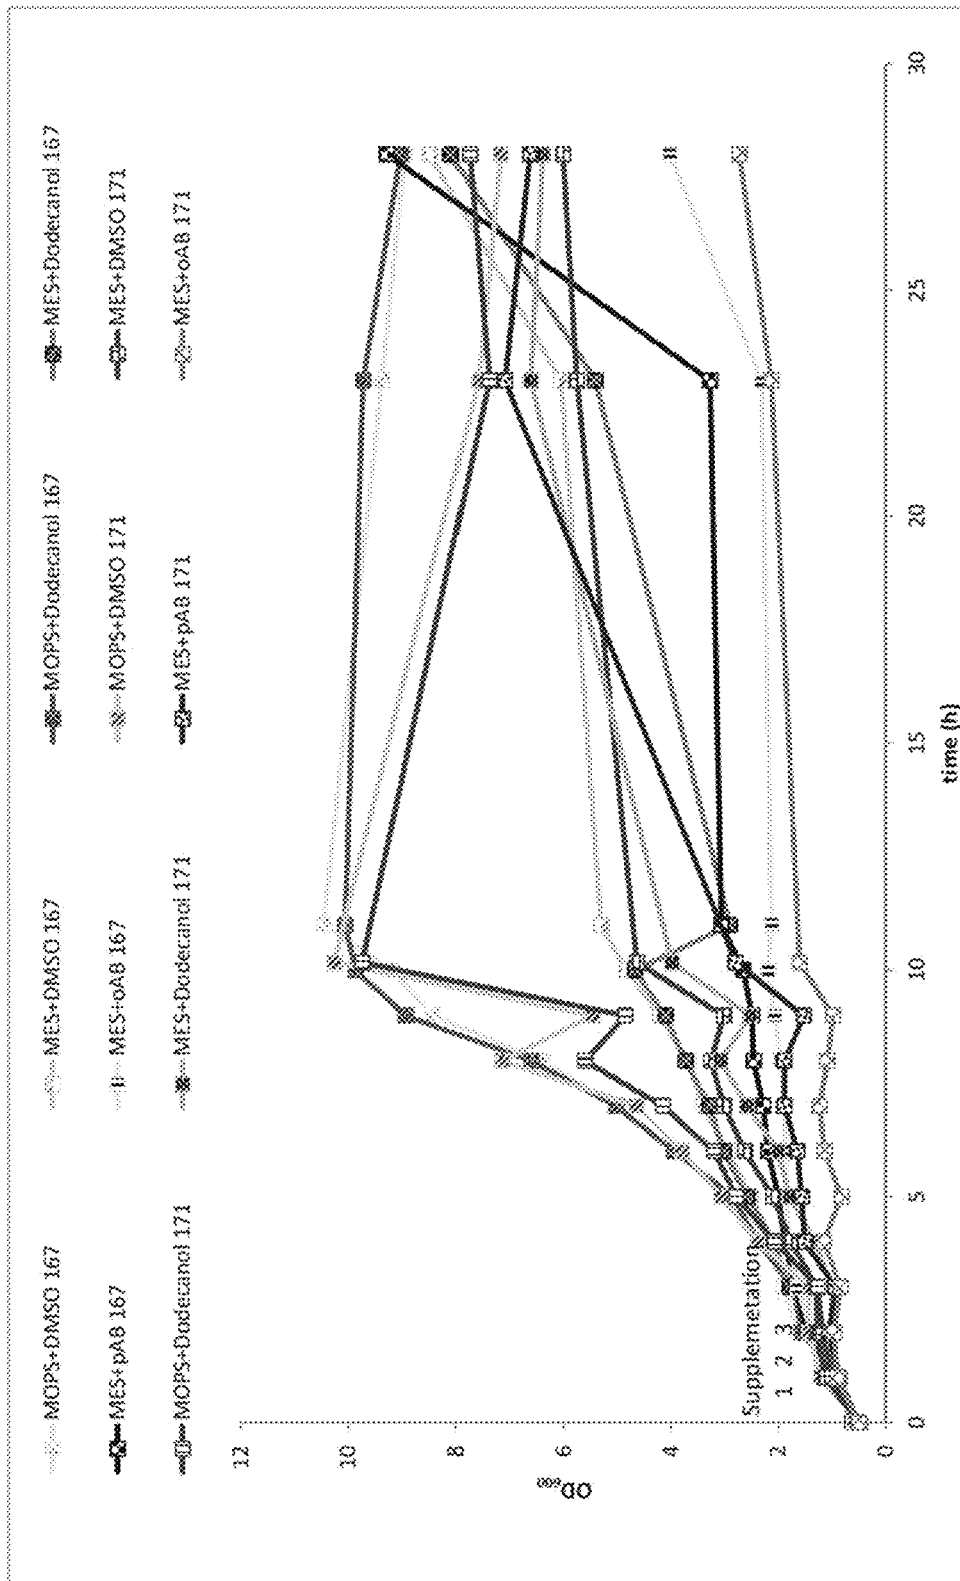 MOPS+DMSO 167 MES+DMSO 167 MOPS+Dodecanol 167 MES+Dodecanol 167
MES+pAB 167 MES+oAB 167 MOPS+DMSO 171 MES+DMSO 171
MOPS+Dodecanol 171 MES+Dodecanol 171 MES+pAB 171 MES+oAB 171
12
10
8
6
4
2
0
OD600
Supplemetation
1 2 3
0 5 10 15 20 25 30
time (h)